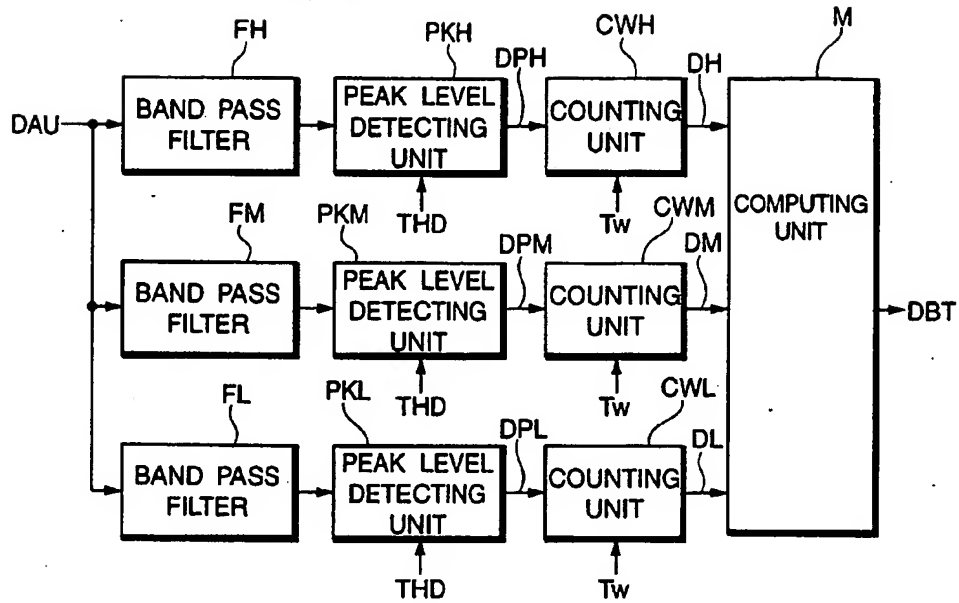 FH
PKH
CWH
M
DPH
DH
DAU
BAND PASS
FILTER
PEAK LEVEL
DETECTING
UNIT
COUNTING
UNIT
COMPUTING
UNIT
THD
Tw
FM
PKM
DPM
CWM
DM
BAND PASS
FILTER
PEAK LEVEL
DETECTING
UNIT
COUNTING
UNIT
DBT
THD
Tw
FL
PKL
DPL
CWL
DL
BAND PASS
FILTER
PEAK LEVEL
DETECTING
UNIT
COUNTING
UNIT
THD
Tw